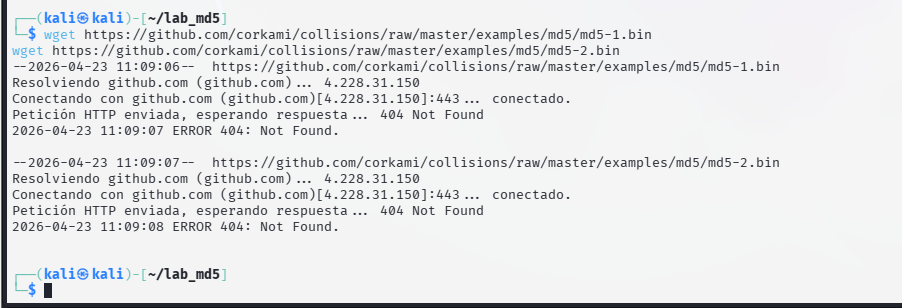 ┌──(kali㉿kali)-[~/lab_md5]
└─$ wget https://github.com/corkami/collisions/raw/master/examples/md5/md5-1.bin
wget https://github.com/corkami/collisions/raw/master/examples/md5/md5-2.bin
--2026-04-23 11:09:06--  https://github.com/corkami/collisions/raw/master/examples/md5/md5-1.bin
Resolviendo github.com (github.com)... 4.228.31.150
Conectando con github.com (github.com)[4.228.31.150]:443... conectado.
Petición HTTP enviada, esperando respuesta... 404 Not Found
2026-04-23 11:09:07 ERROR 404: Not Found.

--2026-04-23 11:09:07--  https://github.com/corkami/collisions/raw/master/examples/md5/md5-2.bin
Resolviendo github.com (github.com)... 4.228.31.150
Conectando con github.com (github.com)[4.228.31.150]:443... conectado.
Petición HTTP enviada, esperando respuesta... 404 Not Found
2026-04-23 11:09:08 ERROR 404: Not Found.

┌──(kali㉿kali)-[~/lab_md5]
└─$